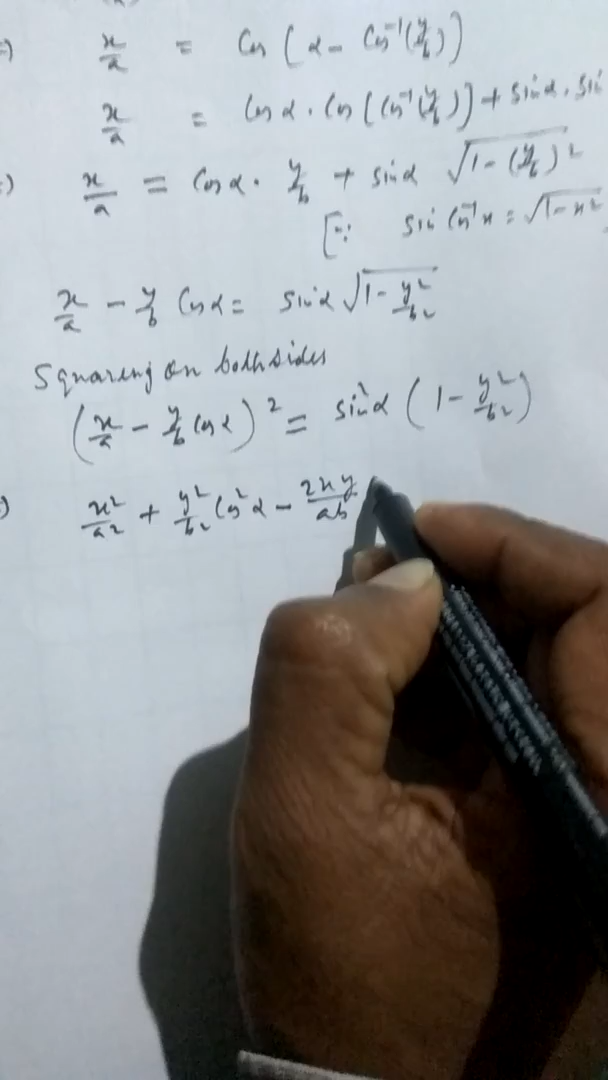 =) x/a = Cos [α - Cos⁻¹(y/b)]
x/a = Cos α . Cos [Cos⁻¹(y/b)] + Sin α . Sin
=) x/a = Cos α . y/b + sin α √1 - (y/b)²
[∵ sin Cos⁻¹x = √1-x²
x/a - y/b Cos α = sin α √1 - y²/b²
Squaring on both sides
(x/a - y/b Cos α)² = sin²α (1 - y²/b²)
=) x²/a² + y²/b² Cos²α - 2xy/ab